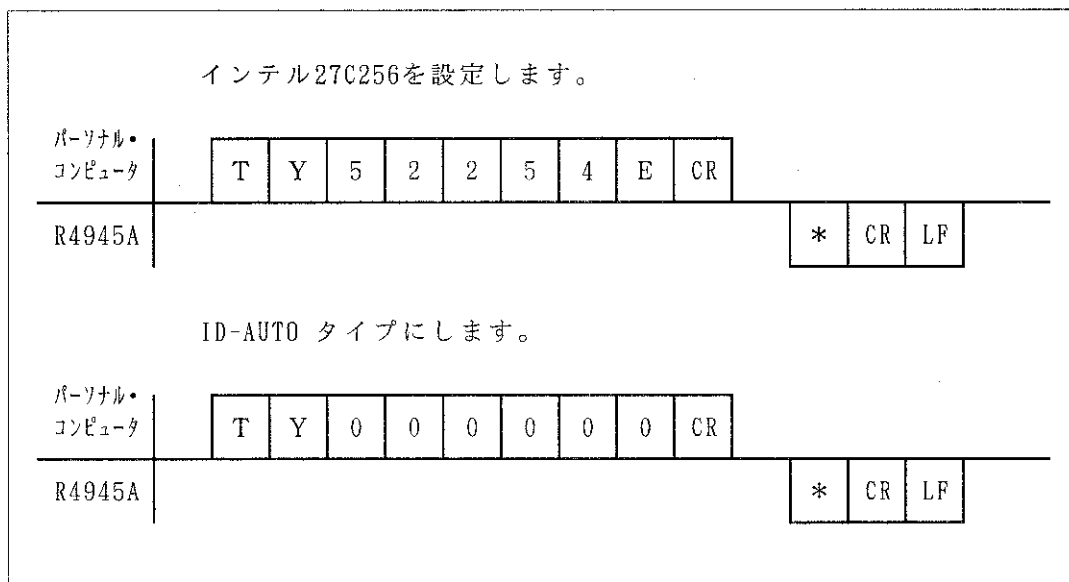 インテル27C256を設定します。
パーソナル・
コンピュータ
T Y 5 2 2 5 4 E CR
R4945A
* CR LF
ID-AUTO タイプにします。
パーソナル・
コンピュータ
T Y 0 0 0 0 0 0 CR
R4945A
* CR LF